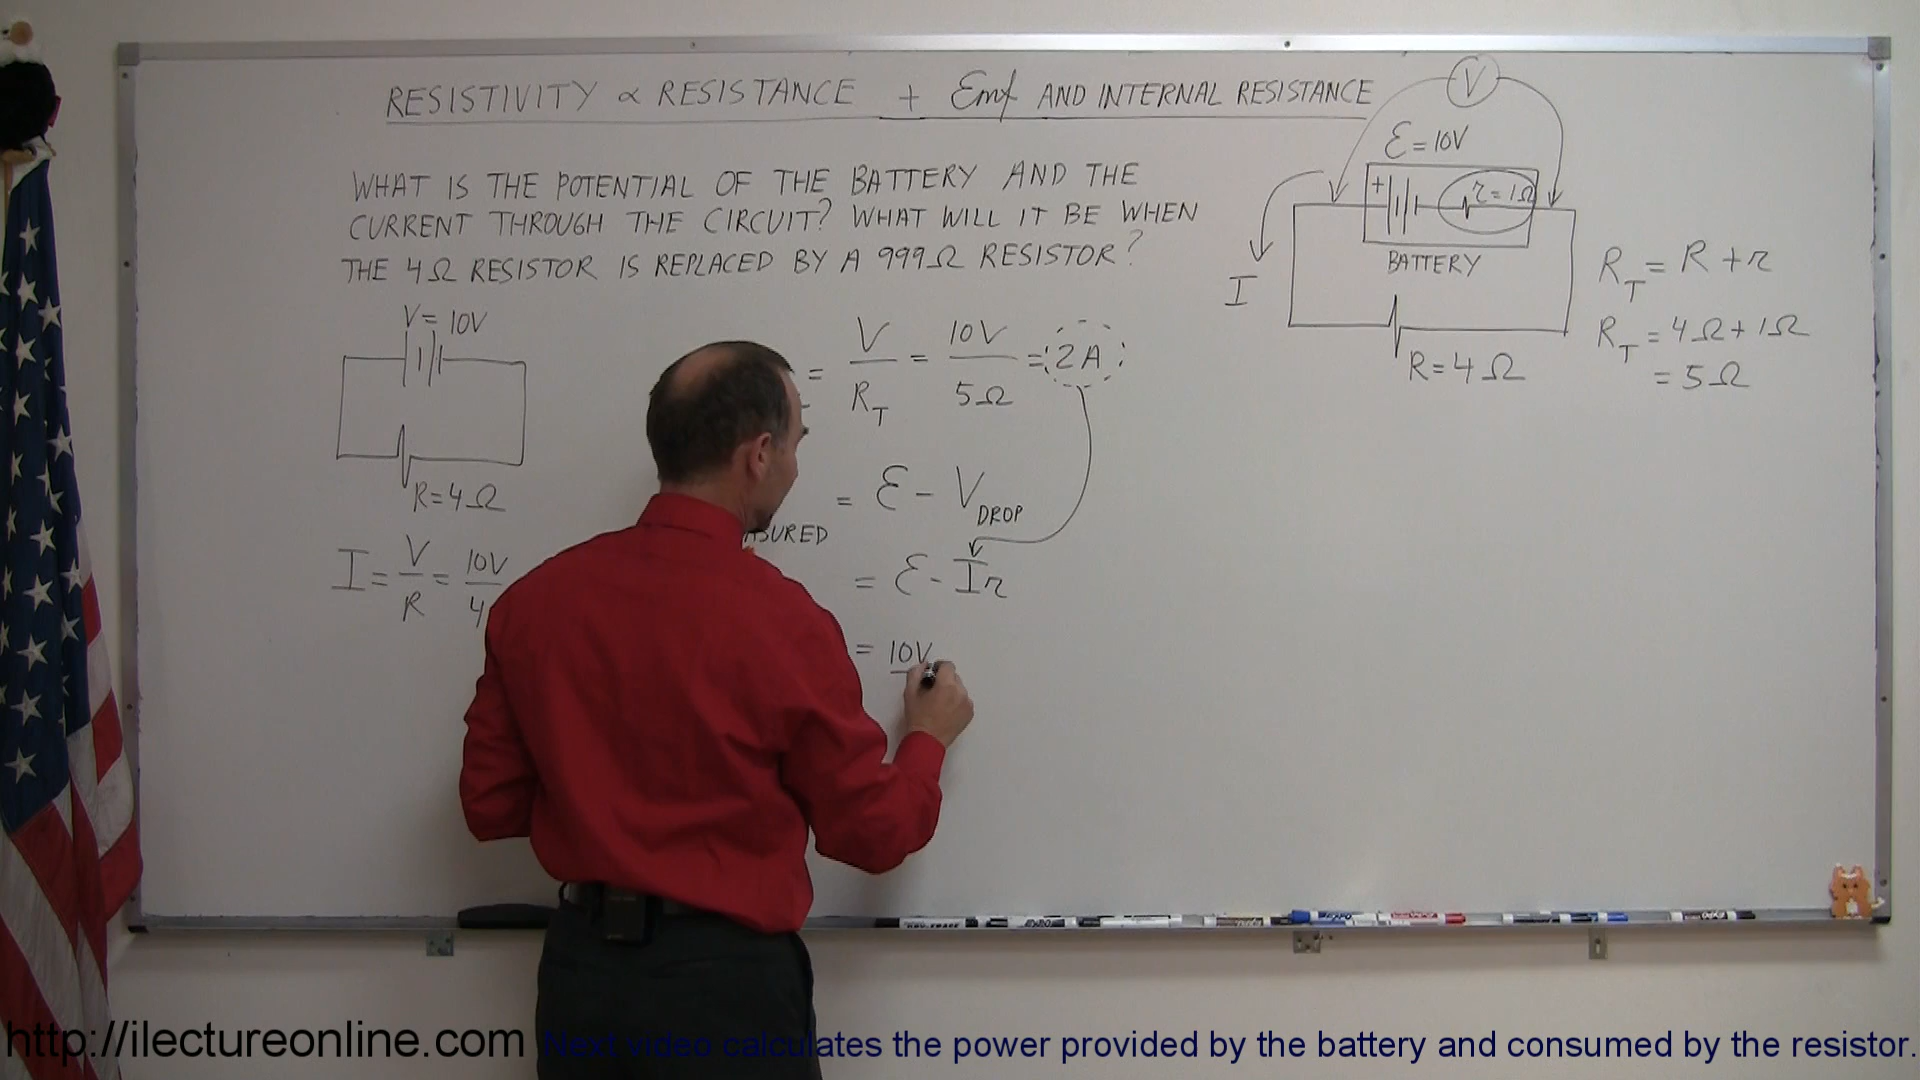 RESISTIVITY ∝ RESISTANCE + Emf AND INTERNAL RESISTANCE
WHAT IS THE POTENTIAL OF THE BATTERY AND THE
CURRENT THROUGH THE CIRCUIT? WHAT WILL IT BE WHEN
THE 4Ω RESISTOR IS REPLACED BY A 999Ω RESISTOR?
V
ℰ = 10V
+
r = 1Ω
BATTERY
I
R = 4Ω
R_T = R + r
R_T = 4Ω + 1Ω
= 5Ω
V = 10V
R = 4Ω
I = V/R = 10V/4
= V/R_T = 10V/5Ω = 2A
= ℰ - V_DROP
= ℰ - Ir
= 10V
http://ilectureonline.com
Next video calculates the power provided by the battery and consumed by the resistor.